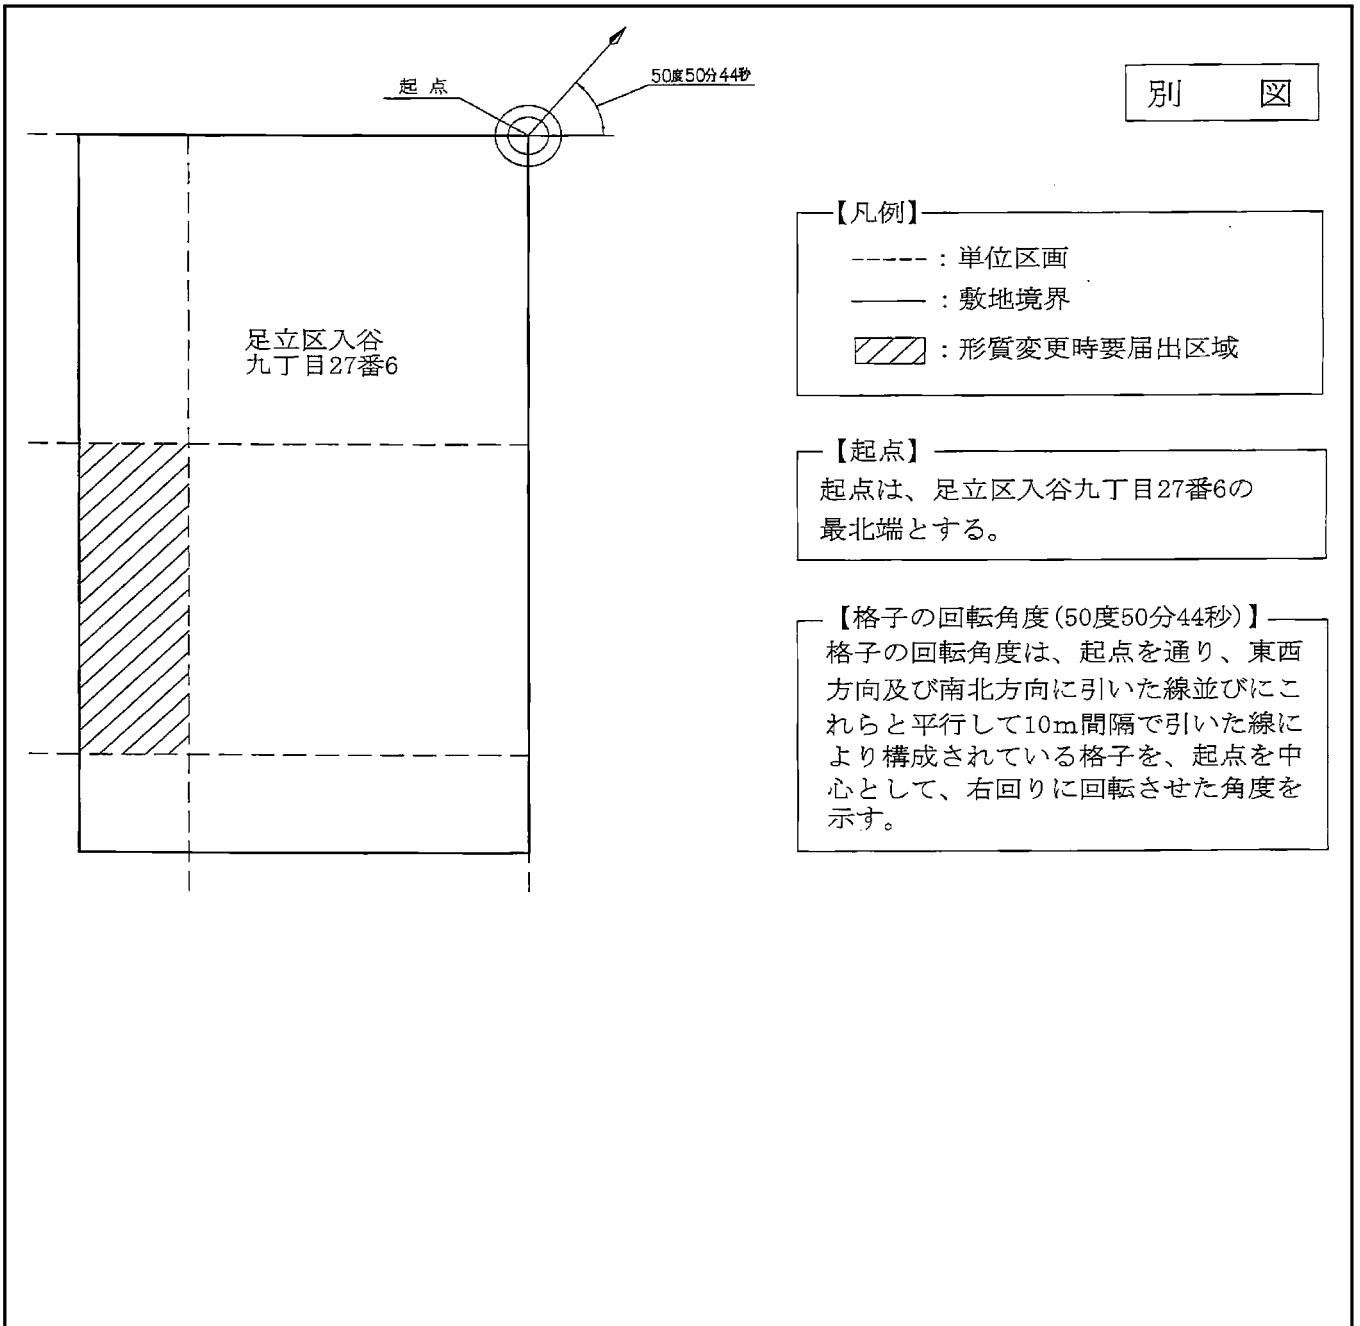 起点
50度50分44秒
別 図
足立区入谷
九丁目27番6
【凡例】
-----：単位区画
———：敷地境界
：形質変更時要届出区域
【起点】
起点は、足立区入谷九丁目27番6の
最北端とする。
【格子の回転角度(50度50分44秒)】
格子の回転角度は、起点を通り、東西
方向及び南北方向に引いた線並びにこ
れらと平行して10m間隔で引いた線に
より構成されている格子を、起点を中
心として、右回りに回転させた角度を
示す。